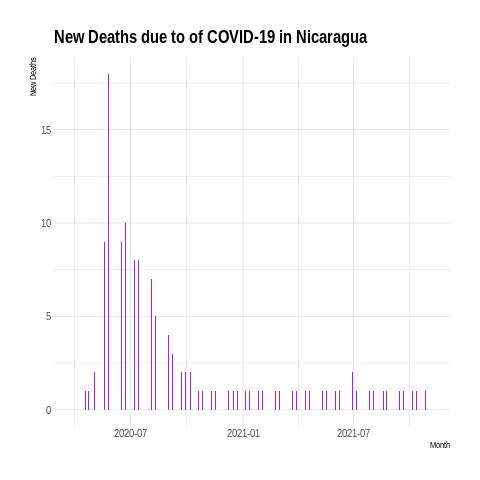 New Deaths due to of COVID-19 in Nicaragua
New Deaths
15
10
5
0
2020-07
2021-01
2021-07
Month